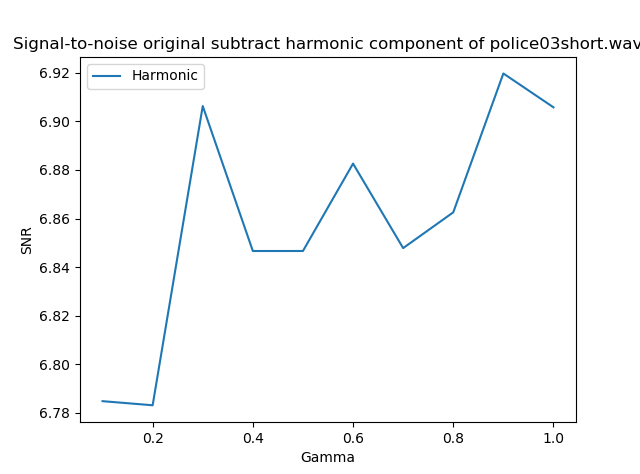 Signal-to-noise original subtract harmonic component of police03short.wav
Harmonic
6.92
6.90
6.88
6.86
6.84
6.82
6.80
6.78
SNR
0.2 0.4 0.6 0.8 1.0
Gamma